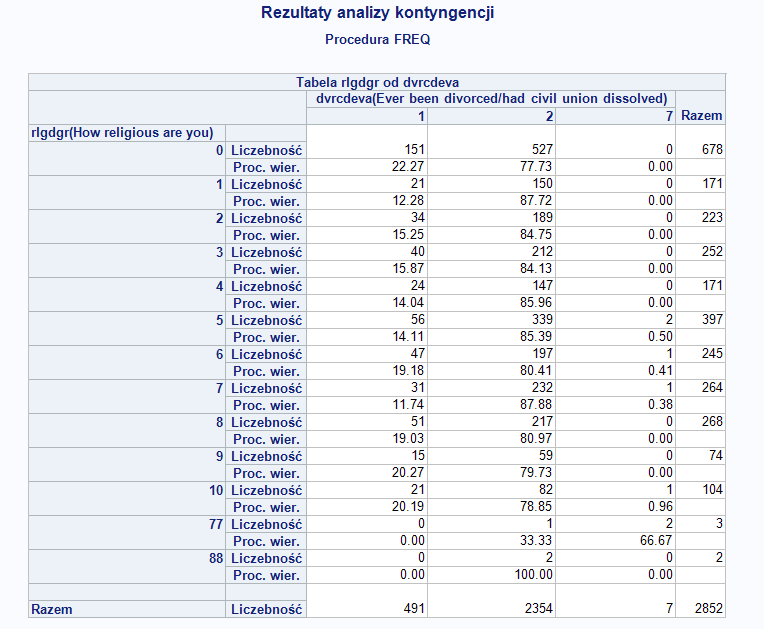 Rezultaty analizy kontyngencji
Procedura FREQ
Tabela rlgdgr od dvrcdeva
dvrcdeva(Ever been divorced/had civil union dissolved)
1 2 7 Razem
rlgdgr(How religious are you)
0 Liczebność 151 527 0 678
Proc. wier. 22.27 77.73 0.00
1 Liczebność 21 150 0 171
Proc. wier. 12.28 87.72 0.00
2 Liczebność 34 189 0 223
Proc. wier. 15.25 84.75 0.00
3 Liczebność 40 212 0 252
Proc. wier. 15.87 84.13 0.00
4 Liczebność 24 147 0 171
Proc. wier. 14.04 85.96 0.00
5 Liczebność 56 339 2 397
Proc. wier. 14.11 85.39 0.50
6 Liczebność 47 197 1 245
Proc. wier. 19.18 80.41 0.41
7 Liczebność 31 232 1 264
Proc. wier. 11.74 87.88 0.38
8 Liczebność 51 217 0 268
Proc. wier. 19.03 80.97 0.00
9 Liczebność 15 59 0 74
Proc. wier. 20.27 79.73 0.00
10 Liczebność 21 82 1 104
Proc. wier. 20.19 78.85 0.96
77 Liczebność 0 1 2 3
Proc. wier. 0.00 33.33 66.67
88 Liczebność 0 2 0 2
Proc. wier. 0.00 100.00 0.00
Razem Liczebność 491 2354 7 2852